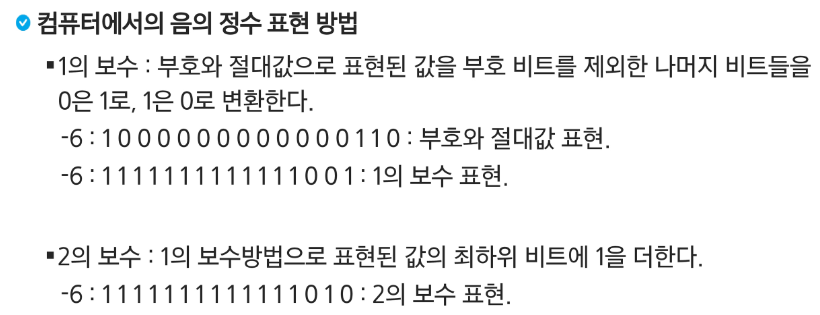 컴퓨터에서의 음의 정수 표현 방법
▪1의 보수 : 부호와 절대값으로 표현된 값을 부호 비트를 제외한 나머지 비트들을
0은 1로, 1은 0로 변환한다.
-6 : 1 0 0 0 0 0 0 0 0 0 0 0 0 1 1 0 : 부호와 절대값 표현.
-6 : 1 1 1 1 1 1 1 1 1 1 1 1 1 0 0 1 : 1의 보수 표현.
▪2의 보수 : 1의 보수방법으로 표현된 값의 최하위 비트에 1을 더한다.
-6 : 1 1 1 1 1 1 1 1 1 1 1 1 1 0 1 0 : 2의 보수 표현.